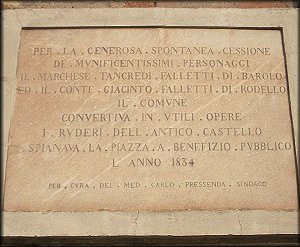 PER . LA . GENEROSA . SPONTANEA . CESSIONE
DE . MVNIFICENTISSIMI . PERSONAGGI
IL . MARCHESE . TANCREDI . FALLETTI . DI . BAROLO
ED . IL . CONTE . GIACINTO . FALLETTI . DI . RODELLO
IL . COMVNE
CONVERTIVA . IN . VTILI . OPERE
I . RVDERI . DELL . ANTICO . CASTELLO
SPIANAVA . LA . PIAZZA . A . BENEFIZIO . PVBBLICO
L . ANNO . 1834
PER . CVRA . DEL . MED . CARLO . PRESSENDA . SINDACO